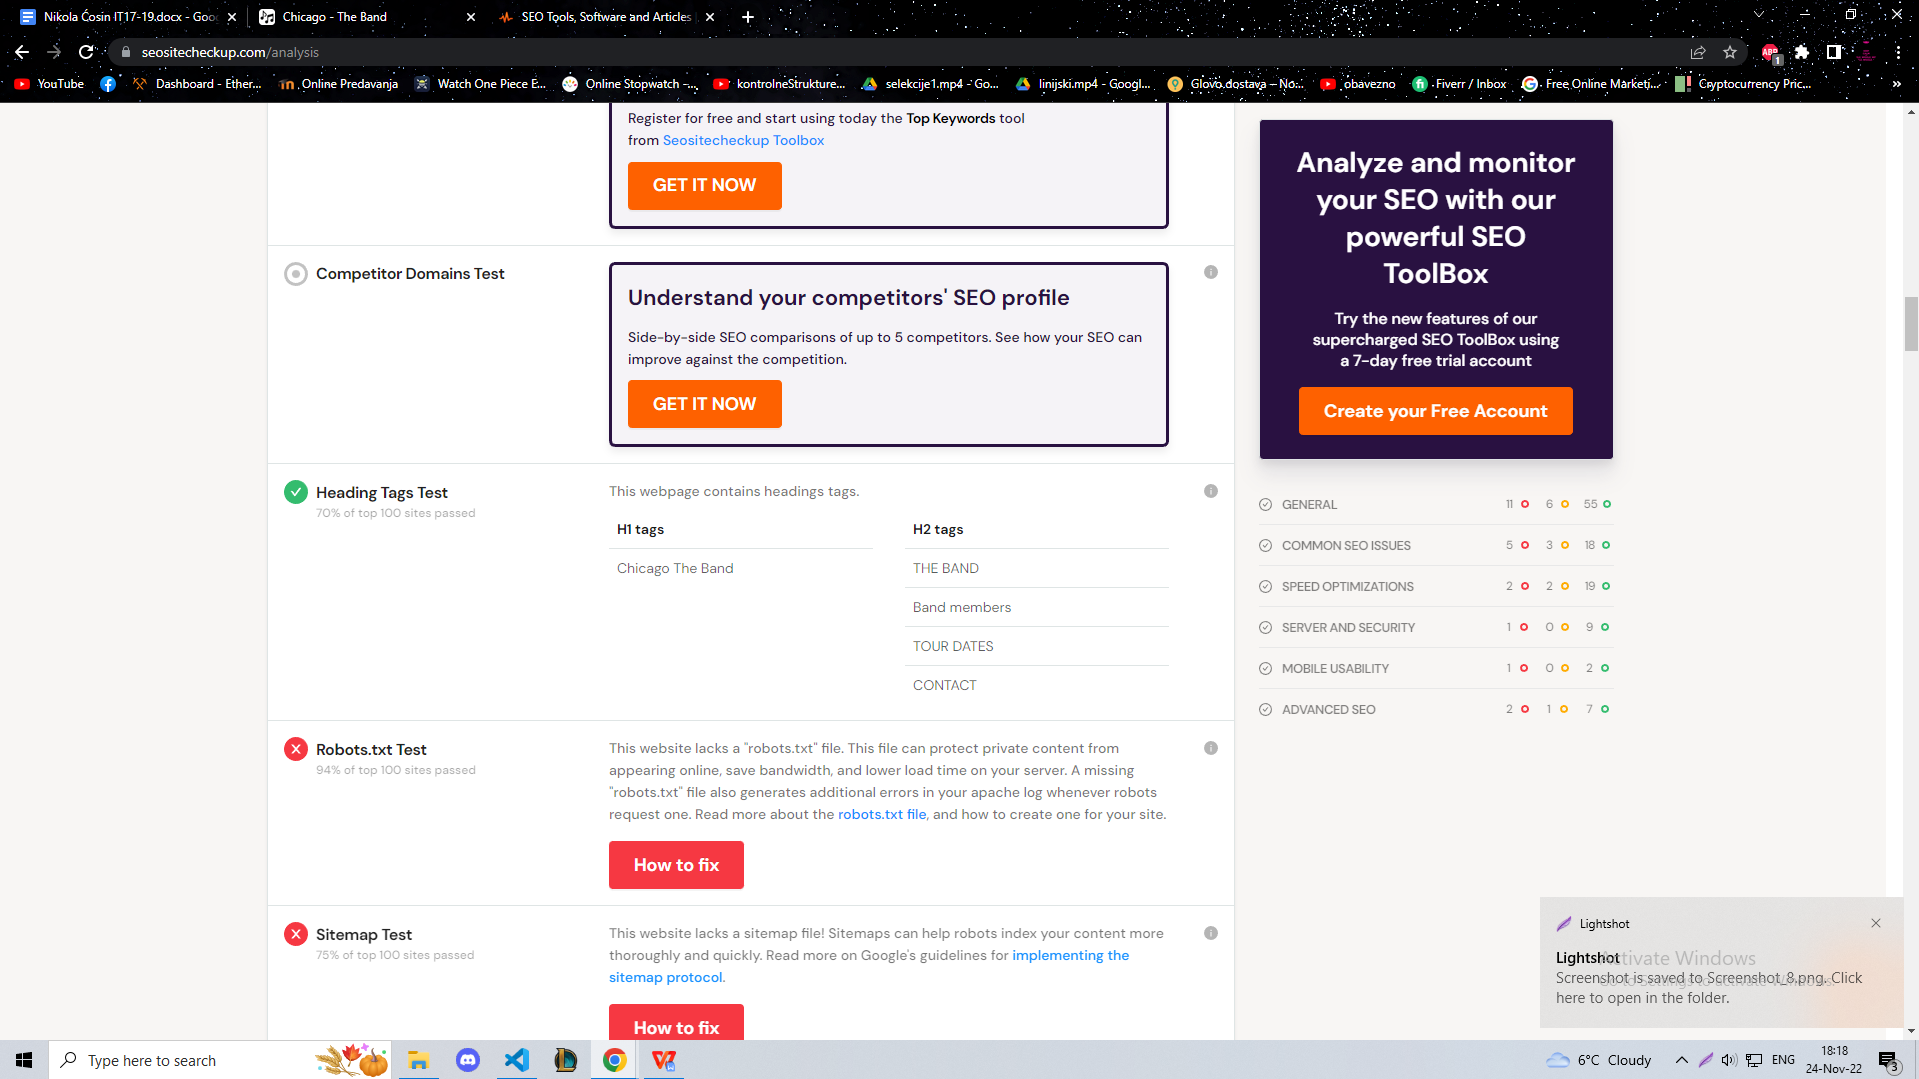 Nikola Ćosin IT17-19.docx - Goo
Chicago - The Band
SEO Tools, Software and Articles
seositecheckup.com/analysis
YouTube
Dashboard - Ether...
Online Predavanja
Watch One Piece E...
Online Stopwatch -...
kontrolneStrukture...
selekcije1.mp4 - Go...
linijski.mp4 - Googl...
Glovo dostava – No...
obavezno
Fiverr / Inbox
Free Online Marketi...
Cryptocurrency Pric...
Register for free and start using today the Top Keywords tool
from Seositecheckup Toolbox
GET IT NOW
Competitor Domains Test
Understand your competitors' SEO profile
Side-by-side SEO comparisons of up to 5 competitors. See how your SEO can
improve against the competition.
GET IT NOW
Heading Tags Test
70% of top 100 sites passed
This webpage contains headings tags.
H1 tags
Chicago The Band
H2 tags
THE BAND
Band members
TOUR DATES
CONTACT
Robots.txt Test
94% of top 100 sites passed
This website lacks a "robots.txt" file. This file can protect private content from
appearing online, save bandwidth, and lower load time on your server. A missing
"robots.txt" file also generates additional errors in your apache log whenever robots
request one. Read more about the robots.txt file, and how to create one for your site.
How to fix
Sitemap Test
75% of top 100 sites passed
This website lacks a sitemap file! Sitemaps can help robots index your content more
thoroughly and quickly. Read more on Google's guidelines for implementing the
sitemap protocol.
How to fix
Analyze and monitor
your SEO with our
powerful SEO
ToolBox
Try the new features of our
supercharged SEO ToolBox using
a 7-day free trial account
Create your Free Account
GENERAL 11 6 55
COMMON SEO ISSUES 5 3 18
SPEED OPTIMIZATIONS 2 2 19
SERVER AND SECURITY 1 0 9
MOBILE USABILITY 1 0 2
ADVANCED SEO 2 1 7
Lightshot
Lightshot
Activate Windows
Screenshot is saved to Screenshot_8.png. Click
Go to Settings to activate Windows.
here to open in the folder.
Type here to search
6°C Cloudy
ENG
18:18
24-Nov-22
3